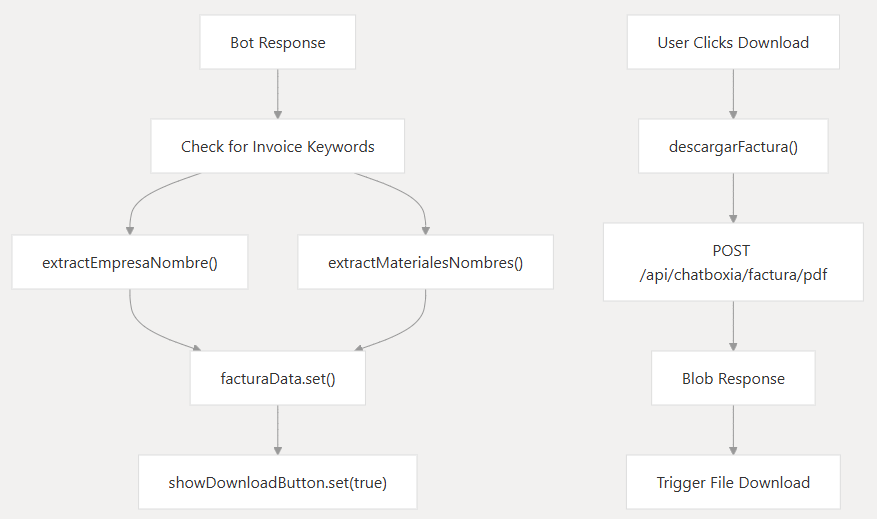 Bot Response
Check for Invoice Keywords
extractEmpresaNombre()
extractMaterialesNombres()
facturaData.set()
showDownloadButton.set(true)
User Clicks Download
descargarFactura()
POST
/api/chatboxia/factura/pdf
Blob Response
Trigger File Download